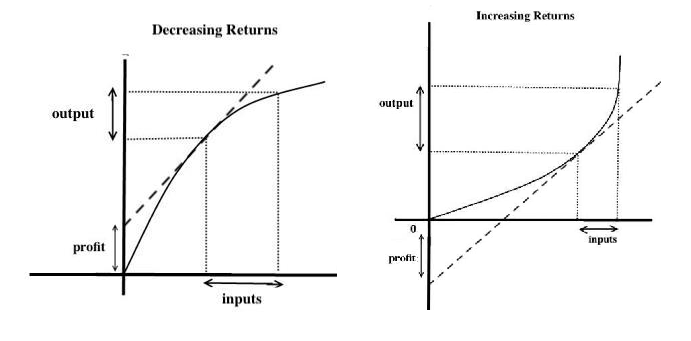 Decreasing Returns
output
profit
inputs
Increasing Returns
output
0
inputs
profit